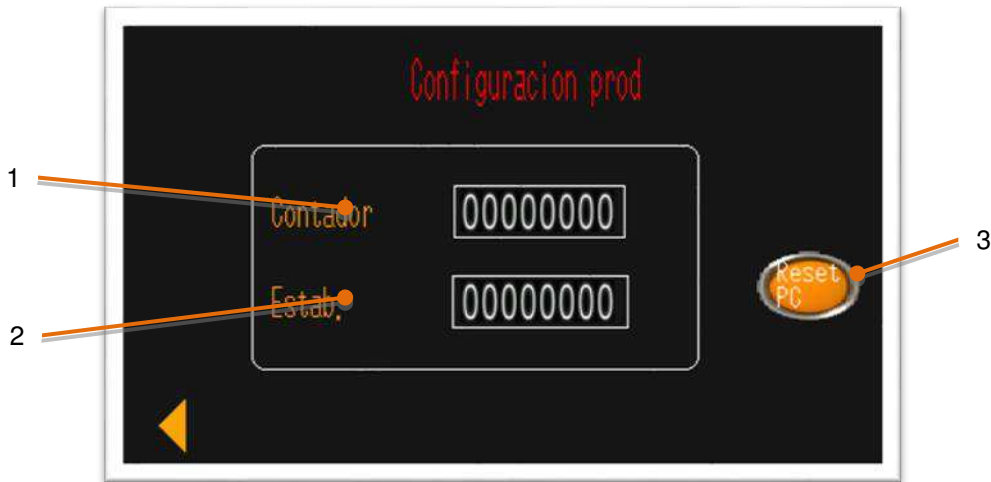 Configuracion prod
1
Contador 00000000
3
Reset
PC
2
Estab. 00000000